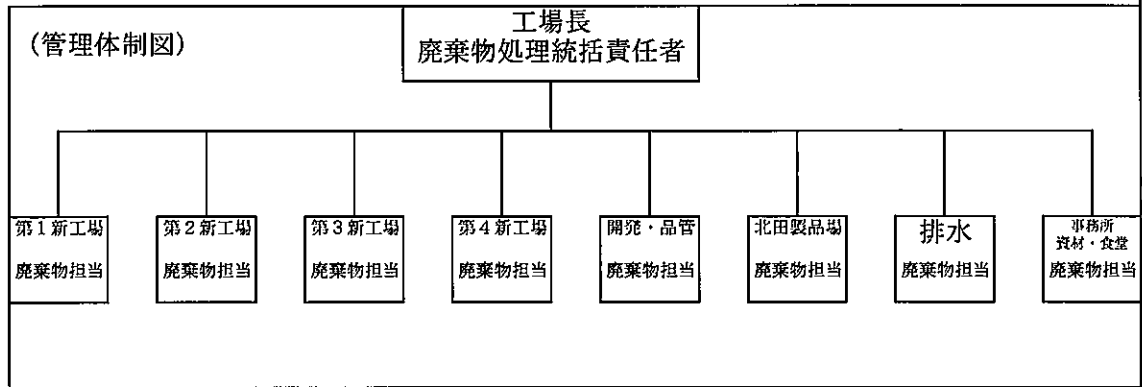 (管理体制図)
工場長
廃棄物処理統括責任者
第1新工場
廃棄物担当
第2新工場
廃棄物担当
第3新工場
廃棄物担当
第4新工場
廃棄物担当
開発・品管
廃棄物担当
北田製品場
廃棄物担当
排水
廃棄物担当
事務所
資材・食堂
廃棄物担当